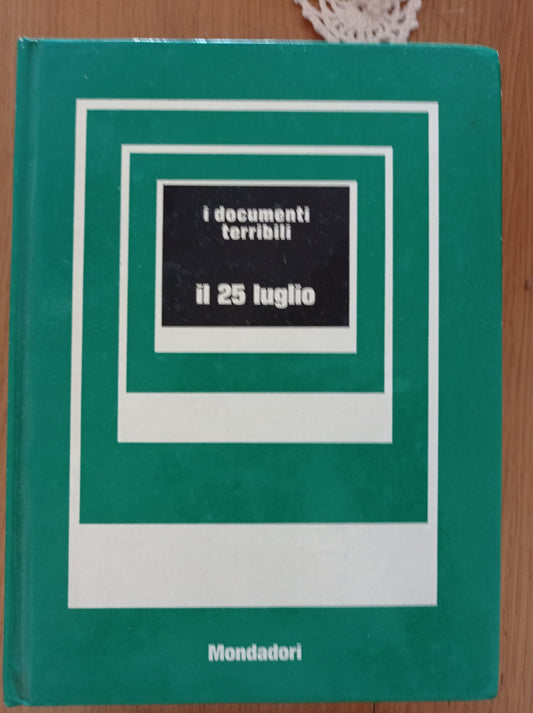 i documenti
terribili
il 25 luglio
Mondadori